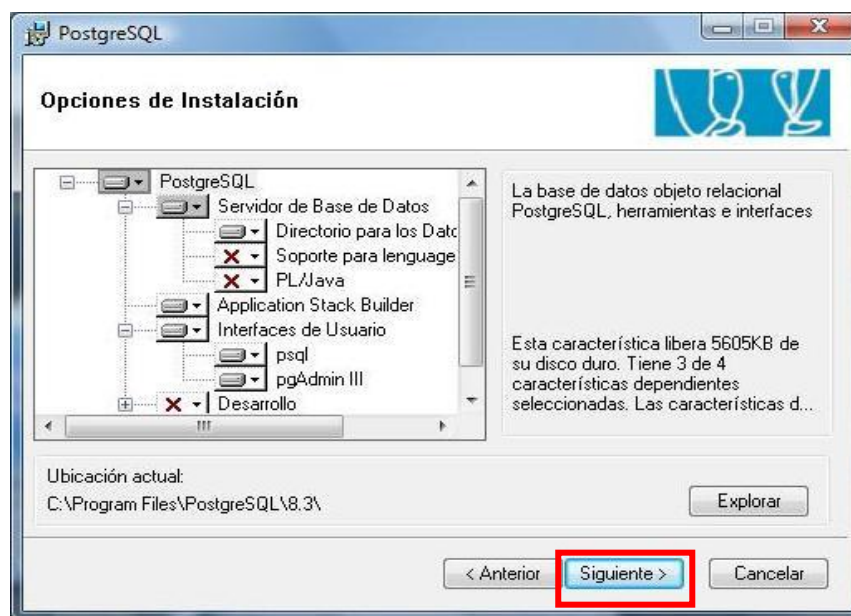 PostgreSQL
Opciones de Instalación
PostgreSQL
Servidor de Base de Datos
Directorio para los Datc
Soporte para lenguage
PL/Java
Application Stack Builder
Interfaces de Usuario
psql
pgAdmin III
Desarrollo
La base de datos objeto relacional
PostgreSQL, herramientas e interfaces
Esta característica libera 5605KB de
su disco duro. Tiene 3 de 4
características dependientes
seleccionadas. Las características d...
Ubicación actual:
C:\Program Files\PostgreSQL\8.3\
Explorar
< Anterior
Siguiente >
Cancelar